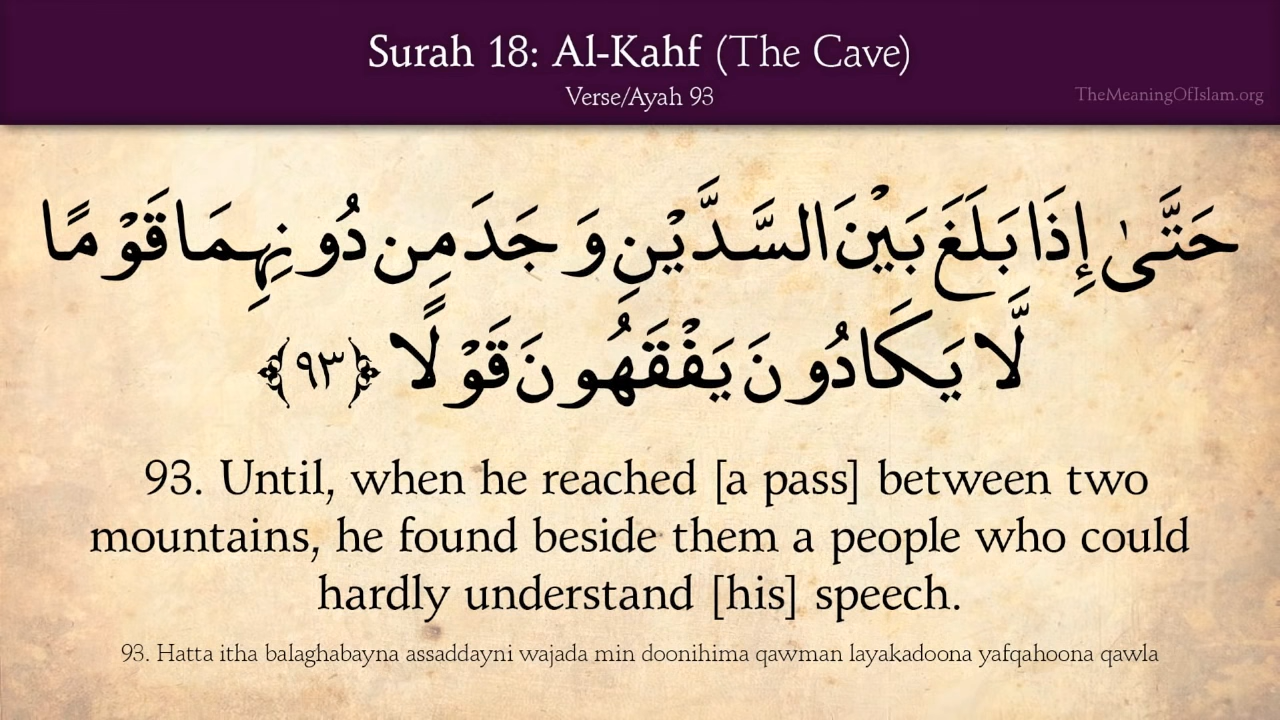 Surah 18: Al-Kahf (The Cave)
Verse/Ayah 93
TheMeaningOfIslam.org
حَتَّىٰ إِذَا بَلَغَ بَيْنَ السَّدَّيْنِ وَجَدَ مِن دُونِهِمَا قَوْمًا
لَّا يَكَادُونَ يَفْقَهُونَ قَوْلًا ﴿٩٣﴾
93. Until, when he reached [a pass] between two
mountains, he found beside them a people who could
hardly understand [his] speech.
93. Hatta itha balaghabayna assaddayni wajada min doonihima qawman layakadoona yafqahoona qawla